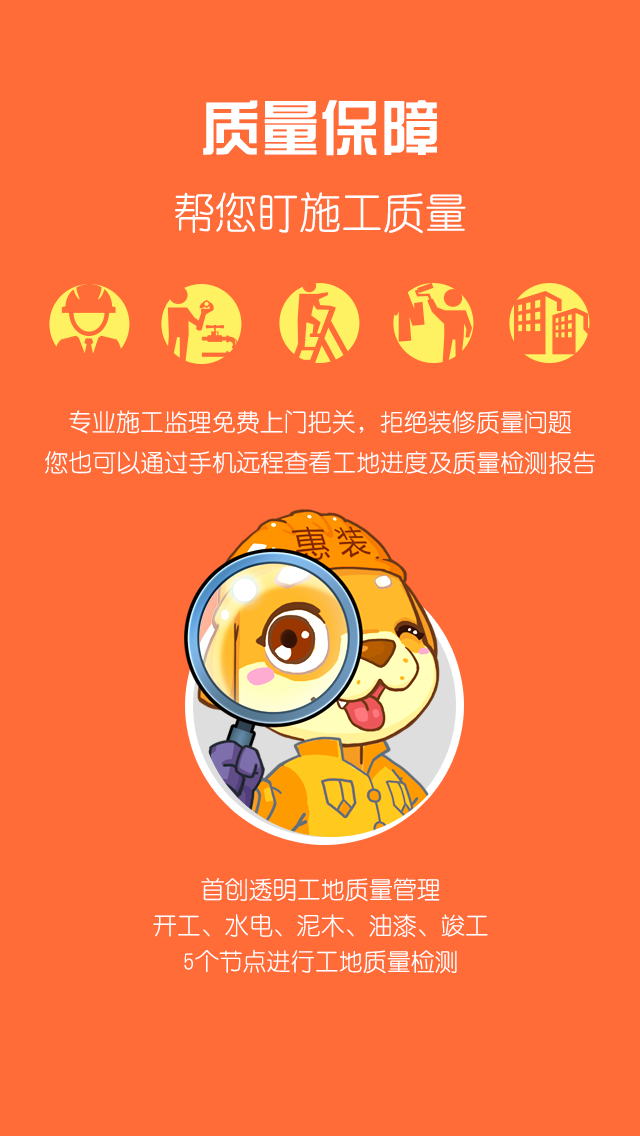 质量保障
帮您盯施工质量
专业施工监理免费上门把关，拒绝装修质量问题
您也可以通过手机远程查看工地进度及质量检测报告
惠装
首创透明工地质量管理
开工、水电、泥木、油漆、竣工
5个节点进行工地质量检测